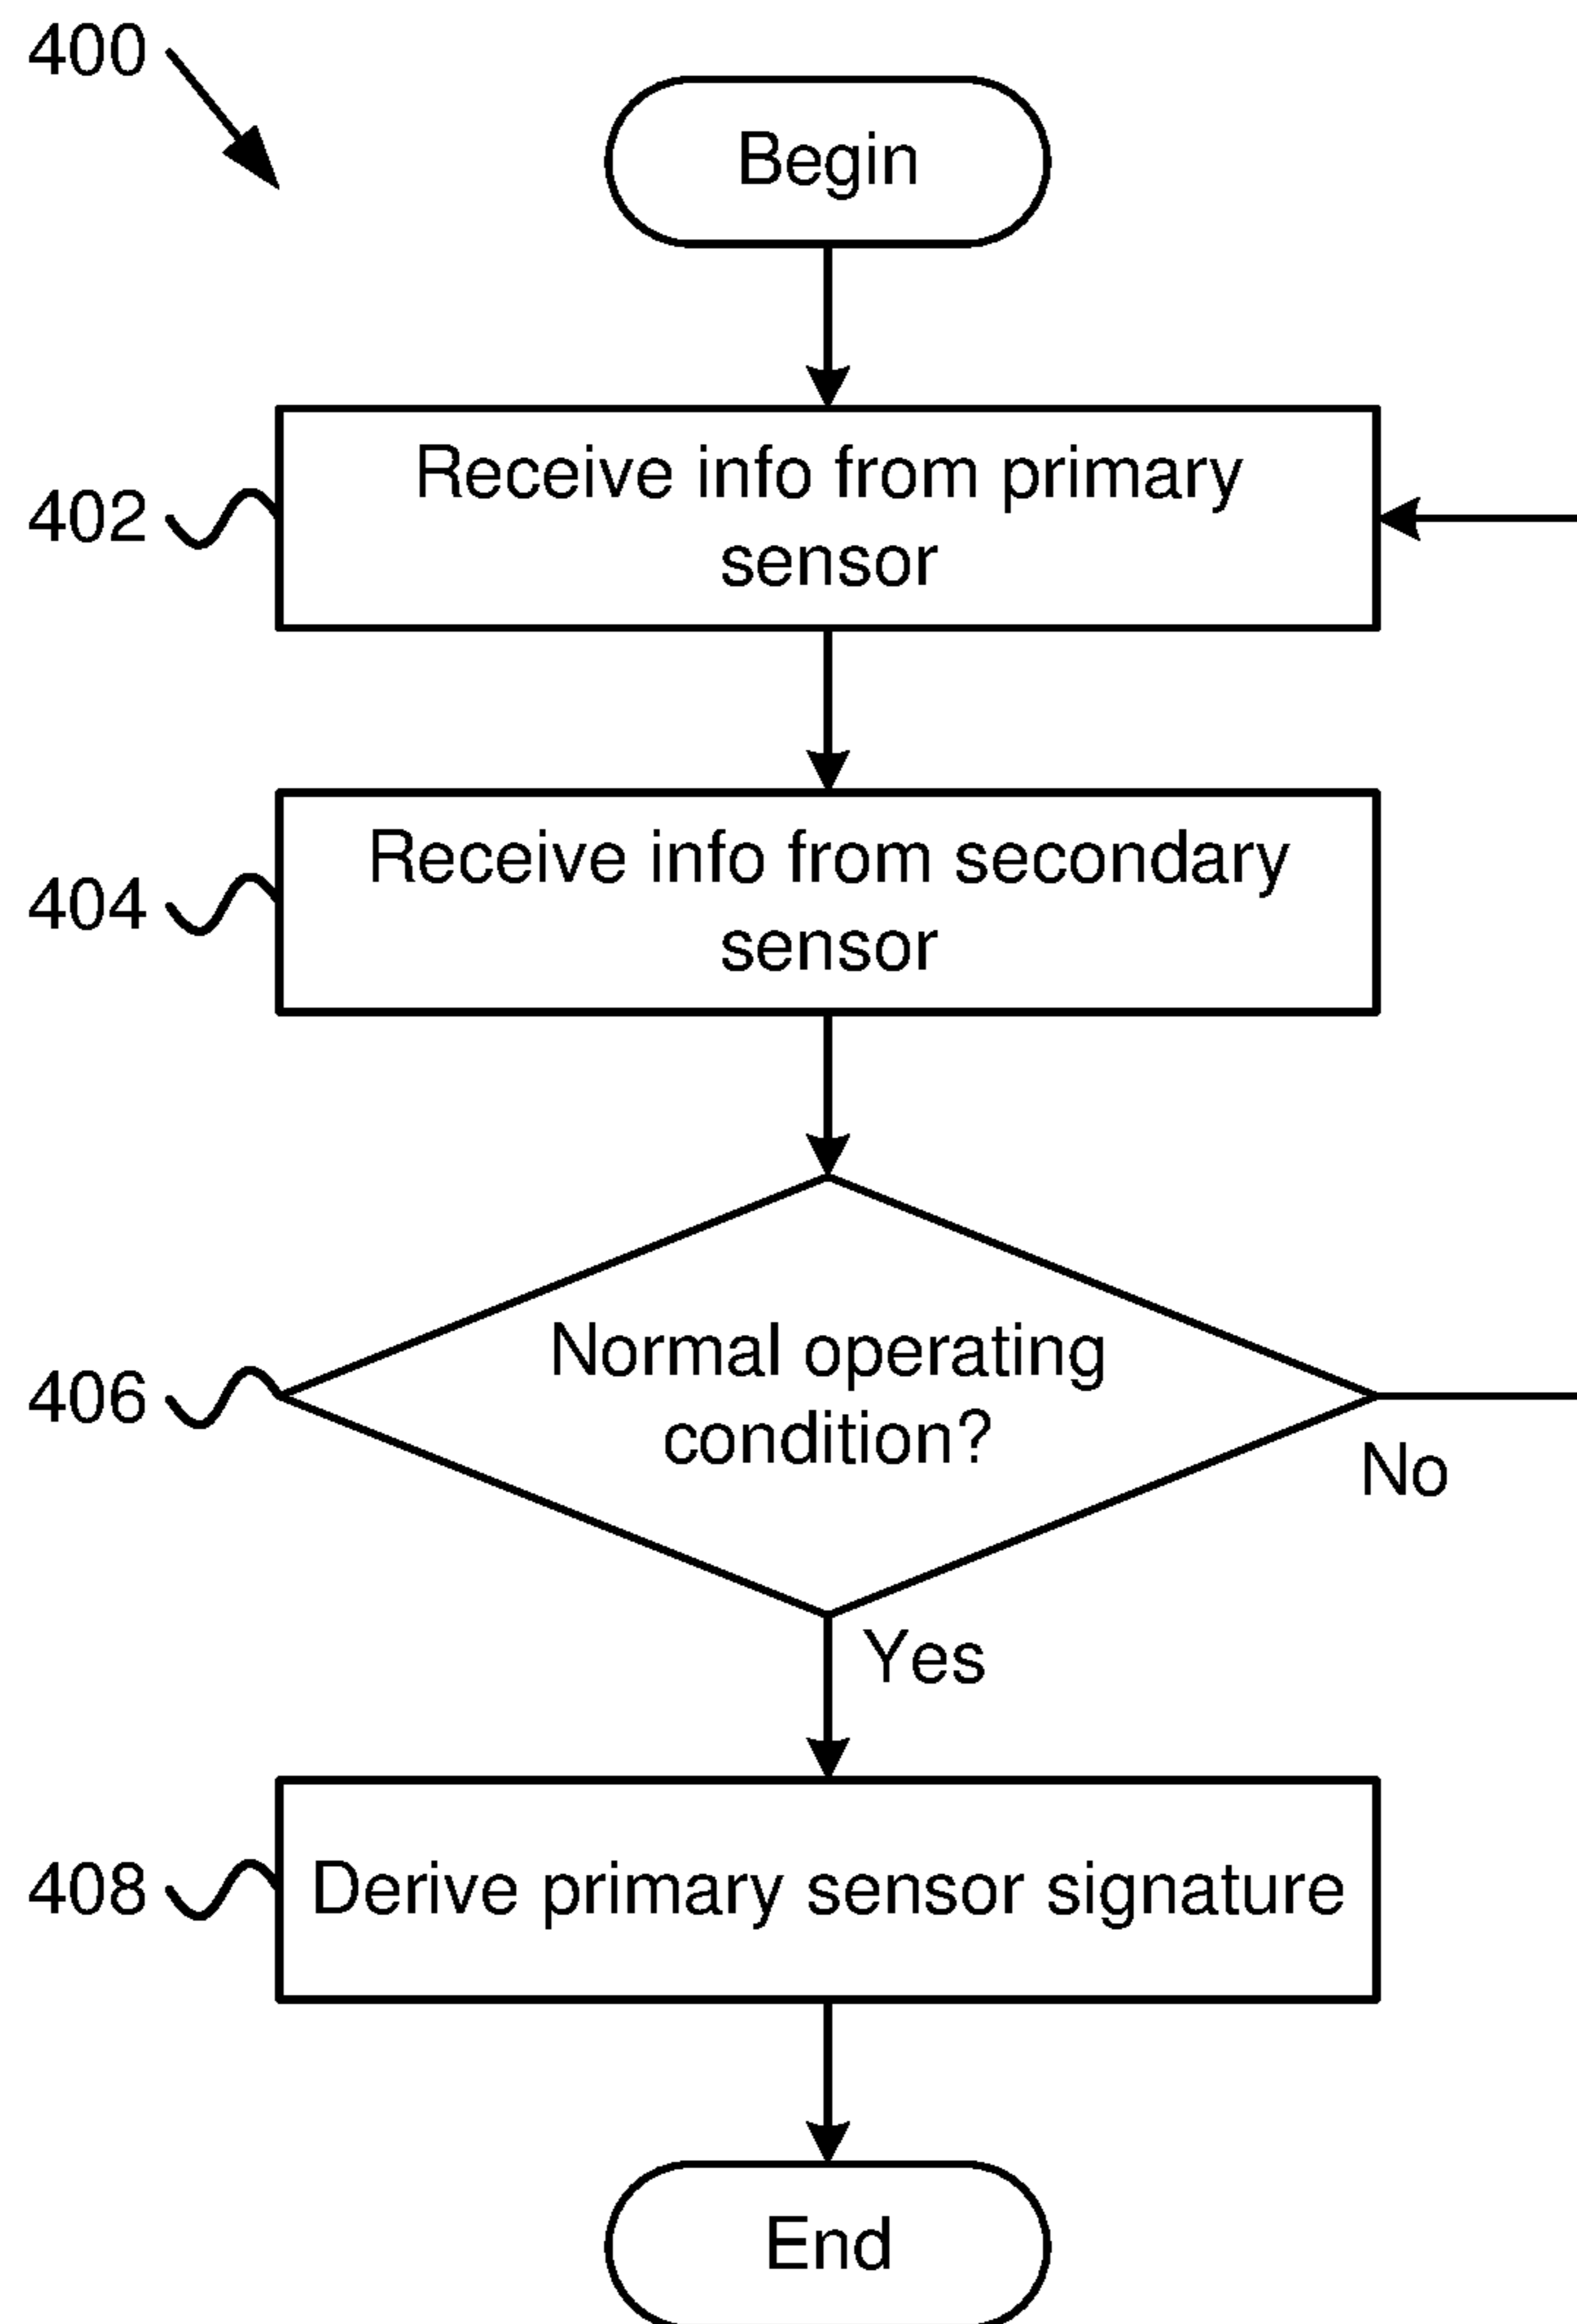 400
Begin
402
Receive info from primary
sensor
404
Receive info from secondary
sensor
406
Normal operating
condition?
No
Yes
408
Derive primary sensor signature
End